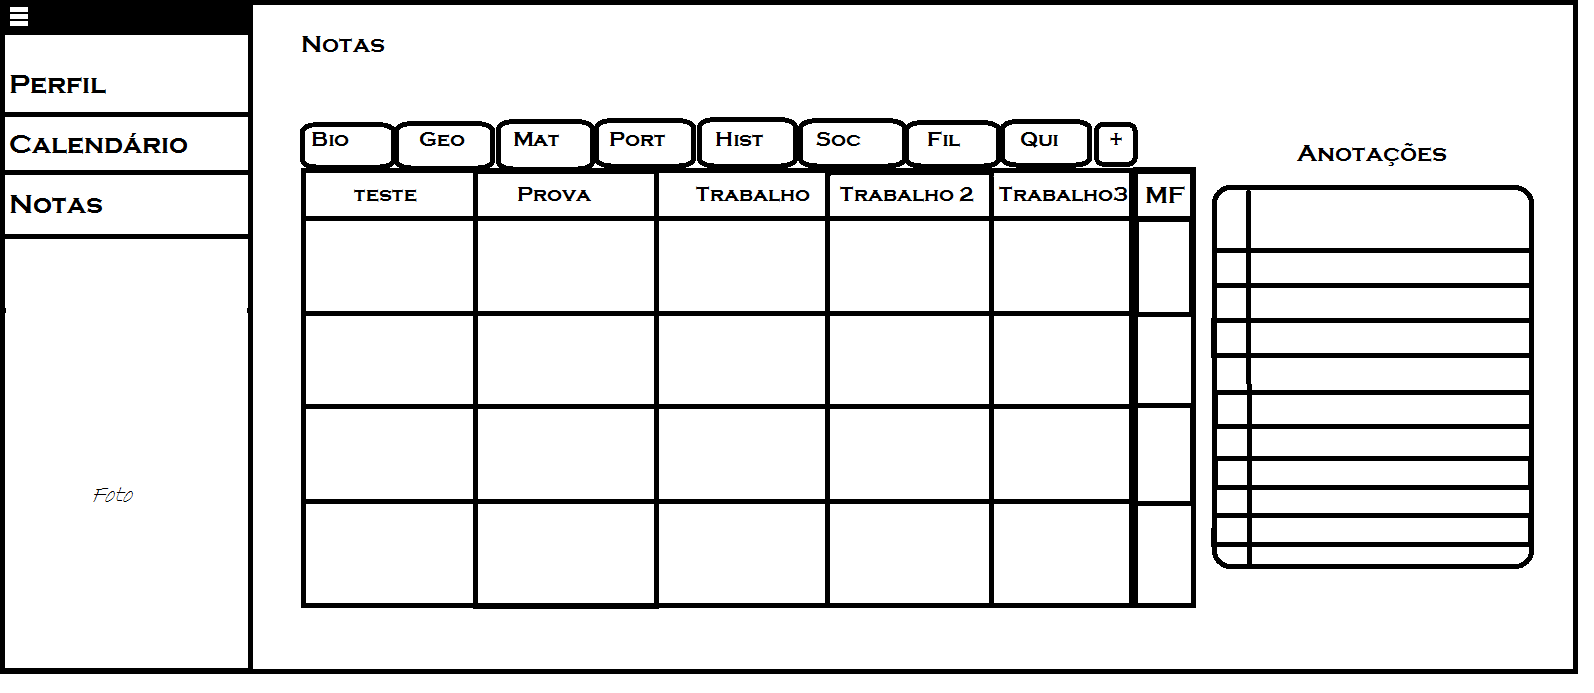 Perfil
Calendário
Notas
Foto
Notas
Bio Geo Mat Port Hist Soc Fil Qui +
teste Prova Trabalho Trabalho 2 Trabalho3 MF
Anotações